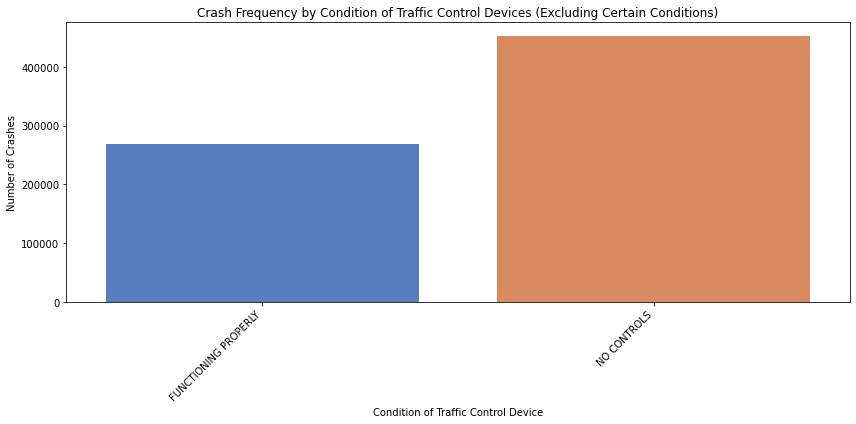 Crash Frequency by Condition of Traffic Control Devices (Excluding Certain Conditions)
Number of Crashes
400000
300000
200000
100000
0
FUNCTIONING PROPERLY
NO CONTROLS
Condition of Traffic Control Device